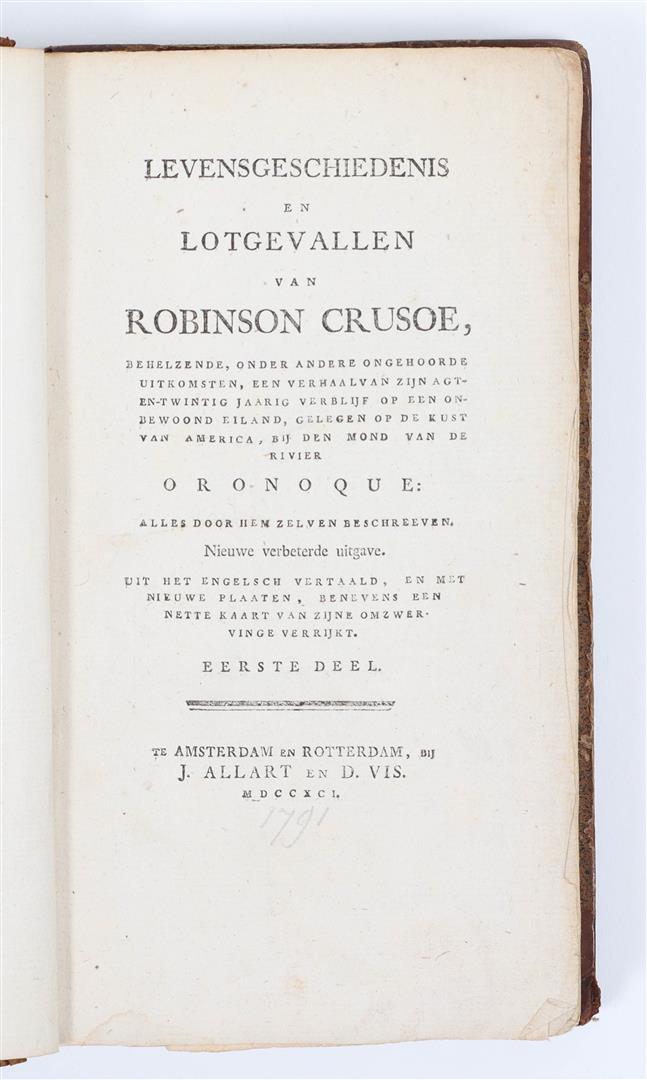 LEVENSGESCHIEDENIS
EN
LOTGEVALLEN
VAN
ROBINSON CRUSOE,
BEHELZENDE, ONDER ANDERE ONGEHOORDE
UITKOMSTEN, EEN VERHAAL VAN ZIJN AGT-
EN-TWINTIG JAARIG VERBLIJF OP EEN ON-
BEWOOND EILAND, GELEGEN OP DE KUST
VAN AMERICA, BIJ DEN MOND VAN DE
RIVIER
ORONOQUE:
ALLES DOOR HEM ZELVEN BESCHREEVEN.
Nieuwe verbeterde uitgave.
UIT HET ENGELSCH VERTAALD, EN MET
NIEUWE PLAATEN, BENEVENS EEN
NETTE KAART VAN ZIJNE OMZWER-
VINGE VERRIJKT.
EERSTE DEEL.
TE AMSTERDAM EN ROTTERDAM, BIJ
J. ALLART EN D. VIS.
MDCCXCI.
1791